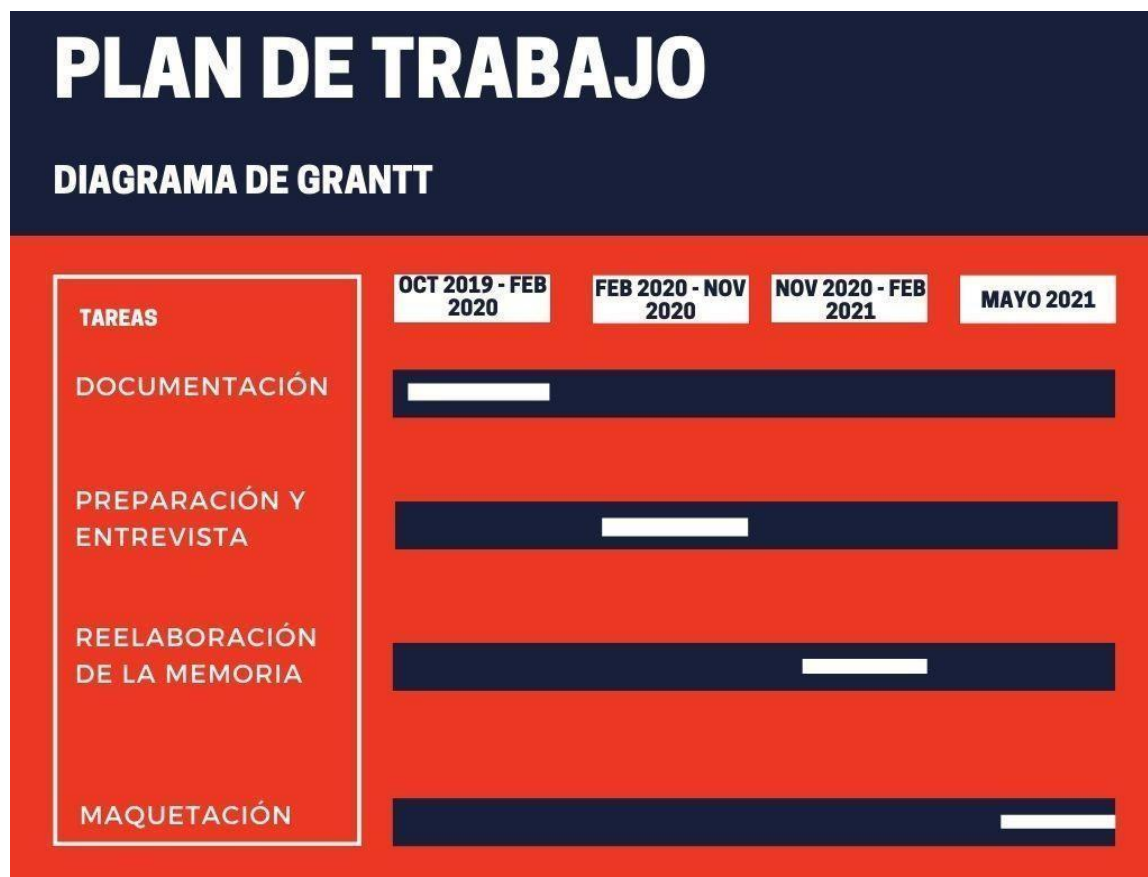 PLAN DE TRABAJO
DIAGRAMA DE GRANTT
TAREAS
OCT 2019 - FEB
2020
FEB 2020 - NOV
2020
NOV 2020 - FEB
2021
MAYO 2021
DOCUMENTACIÓN
PREPARACIÓN Y
ENTREVISTA
REELABORACIÓN
DE LA MEMORIA
MAQUETACIÓN